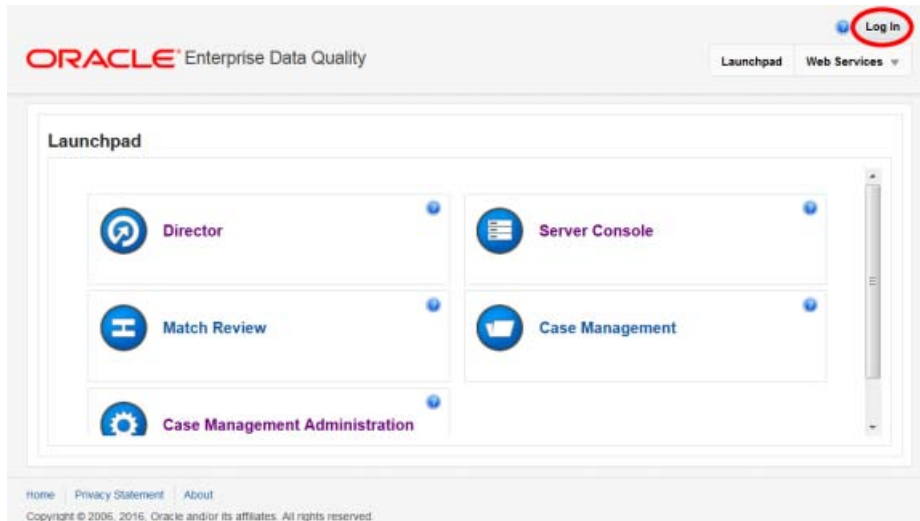 Log In
ORACLE Enterprise Data Quality
Launchpad
Web Services
Launchpad
Director
Server Console
Match Review
Case Management
Case Management Administration
Home
Privacy Statement
About
Copyright © 2006, 2016, Oracle and/or its affiliates. All rights reserved.